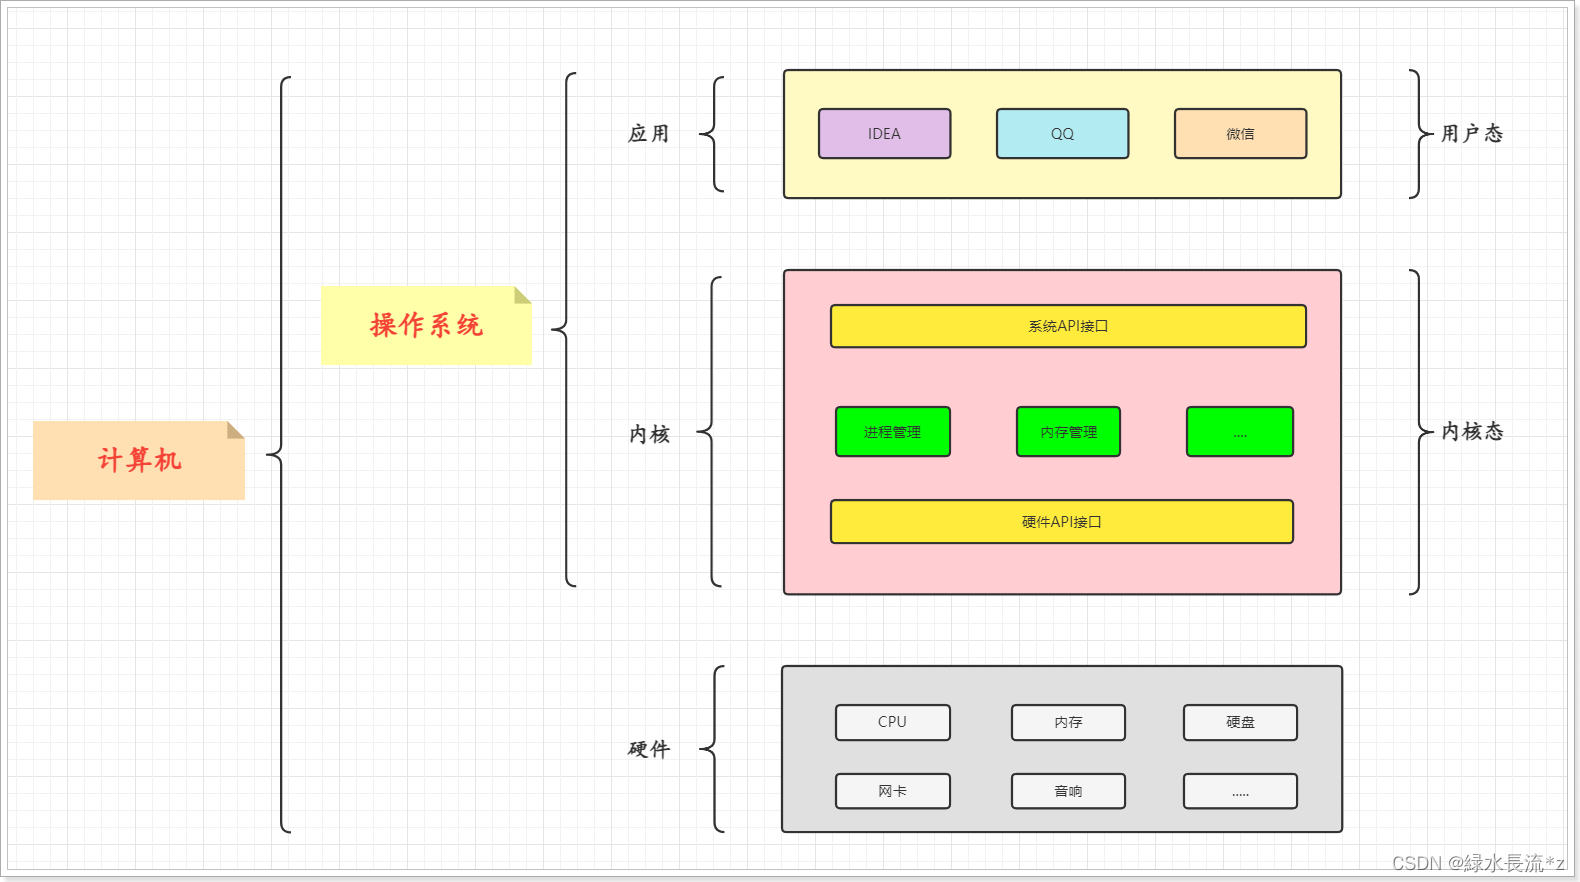 应用
IDEA
QQ
微信
用户态
操作系统
系统API接口
内核
进程管理
内存管理
....
内核态
计算机
硬件API接口
硬件
CPU
内存
硬盘
网卡
音响
.....
CSDN @緑水長流*z